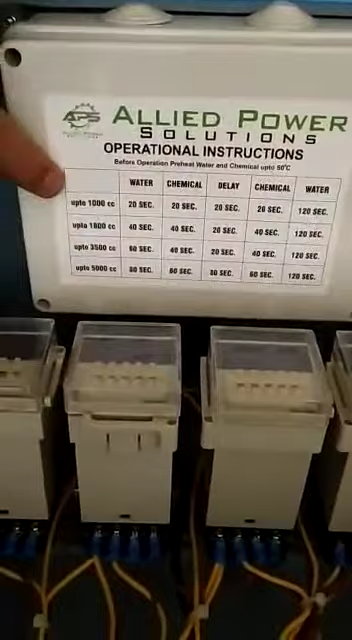 APS
ALLIED POWER
SOLUTIONS
OPERATIONAL INSTRUCTIONS
Before Operation Preheat Water and Chemical upto 50°C
WATER CHEMICAL DELAY CHEMICAL WATER
upto 1000 cc 20 SEC. 20 SEC. 20 SEC. 20 SEC. 120 SEC.
upto 1800 cc 40 SEC. 40 SEC. 20 SEC. 40 SEC. 120 SEC.
upto 3500 cc 60 SEC. 40 SEC. 20 SEC. 40 SEC. 120 SEC.
upto 5000 cc 80 SEC. 60 SEC. 30 SEC. 60 SEC. 120 SEC.